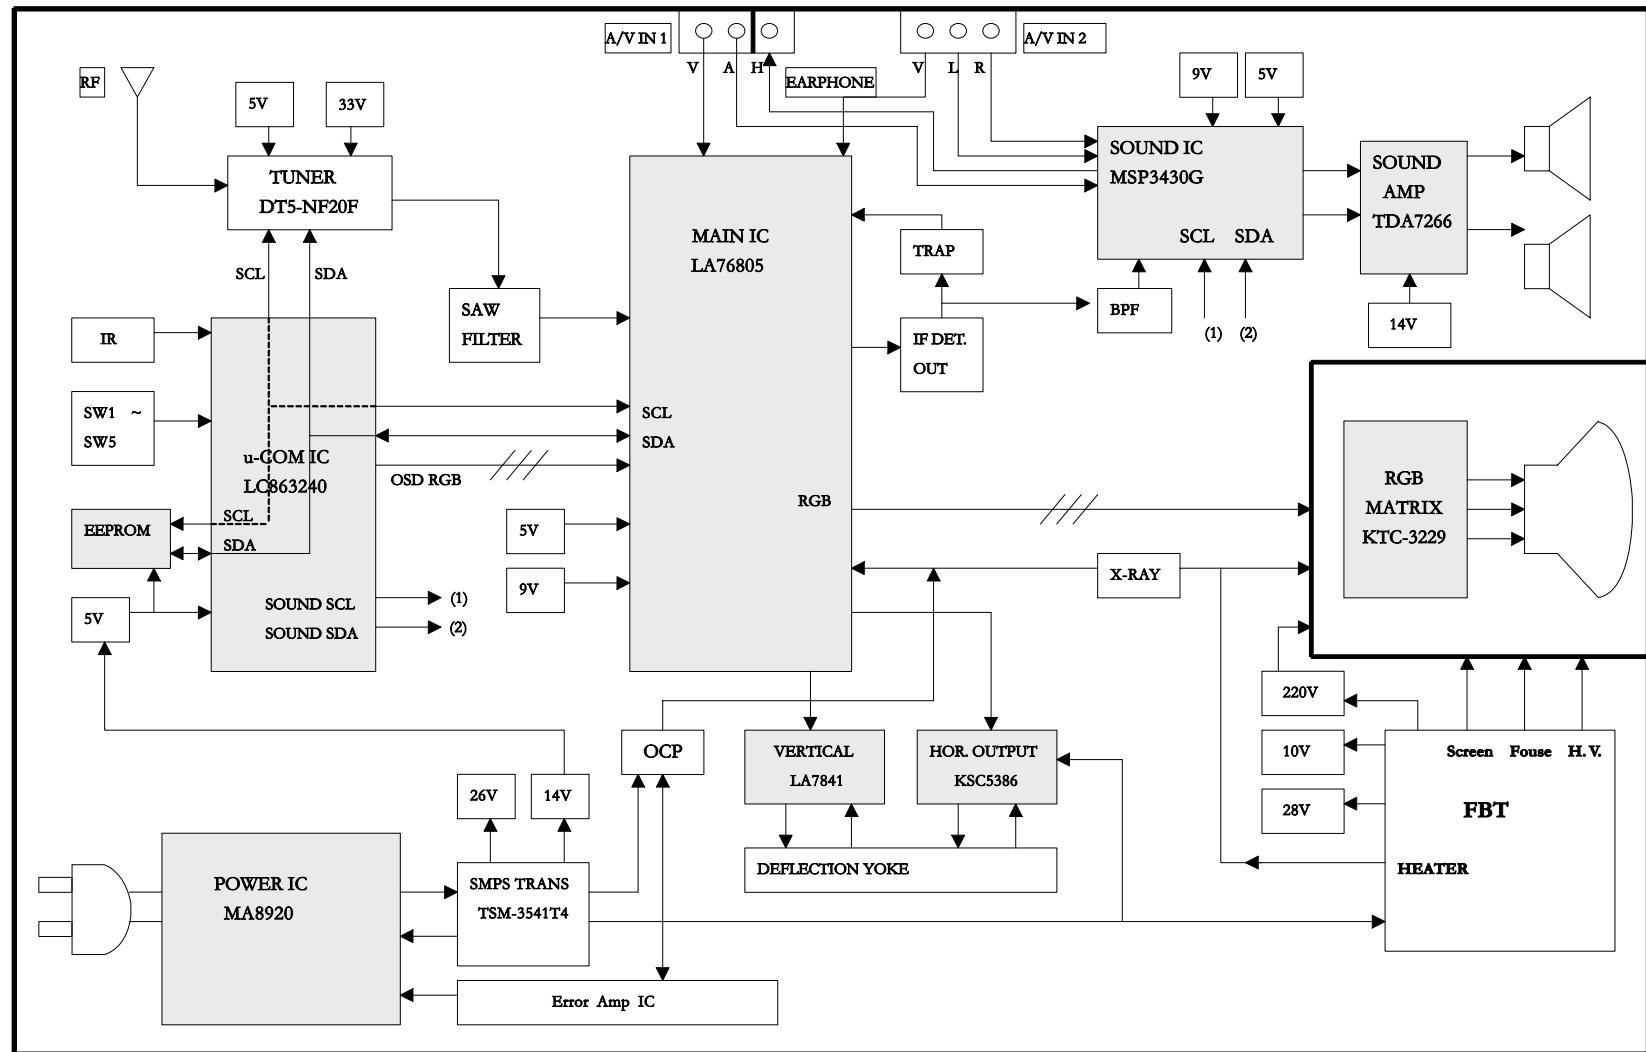 A/V IN 1
A/V IN 2
V A H
V L R
EARPHONE
RF
5V
33V
9V
5V
TUNER
DT5-NF20F
SOUND IC
MSP3430G
SCL SDA
SOUND
AMP
TDA7266
MAIN IC
LA76805
TRAP
SCL
SDA
SAW
FILTER
BPF
(1) (2)
14V
IR
IF DET.
OUT
SW1 ~
SW5
SCL
SDA
u-COM IC
LC863240
OSD RGB
RGB
RGB
MATRIX
KTC-3229
EEPROM
SCL
SDA
5V
9V
X-RAY
5V
SOUND SCL
SOUND SDA
(1)
(2)
220V
10V
28V
Screen Fouse H. V.
FBT
HEATER
OCP
VERTICAL
LA7841
HOR. OUTPUT
KSC5386
26V
14V
DEFLECTION YOKE
POWER IC
MA8920
SMPS TRANS
TSM-3541T4
Error Amp IC